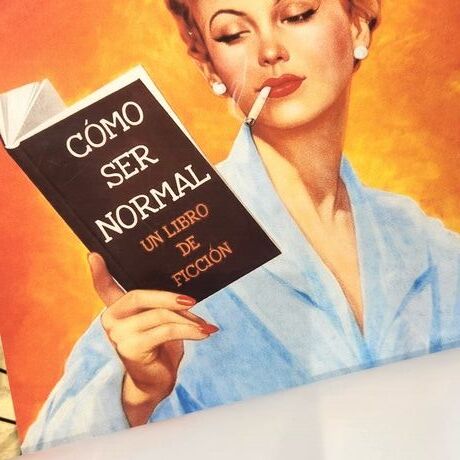 CÓMO
SER
NORMAL
UN LIBRO
DE
FICCIÓN